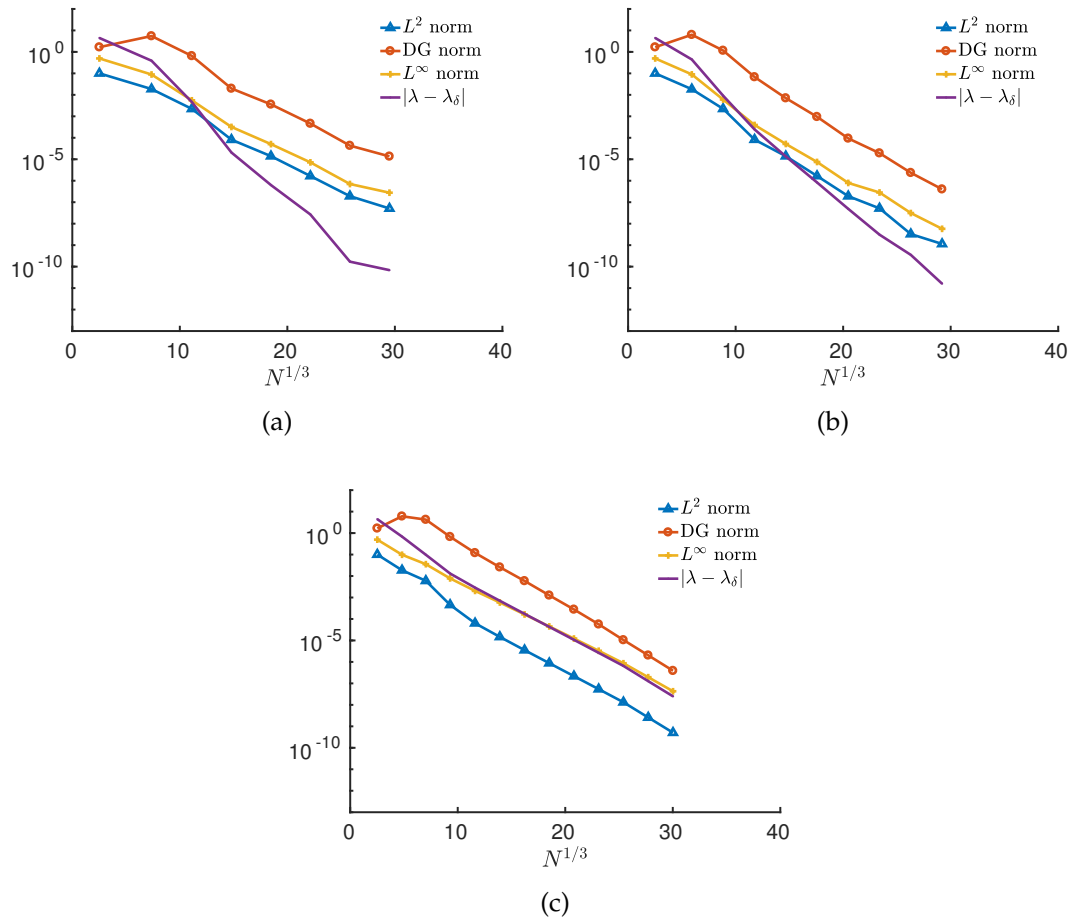 10^0
10^{-5}
10^{-10}
0 10 20 30 40
N^{1/3}
L^2 norm
DG norm
L^∞ norm
|λ − λ_δ|
(a)
10^0
10^{-5}
10^{-10}
0 10 20 30 40
N^{1/3}
L^2 norm
DG norm
L^∞ norm
|λ − λ_δ|
(b)
10^0
10^{-5}
10^{-10}
0 10 20 30 40
N^{1/3}
L^2 norm
DG norm
L^∞ norm
|λ − λ_δ|
(c)